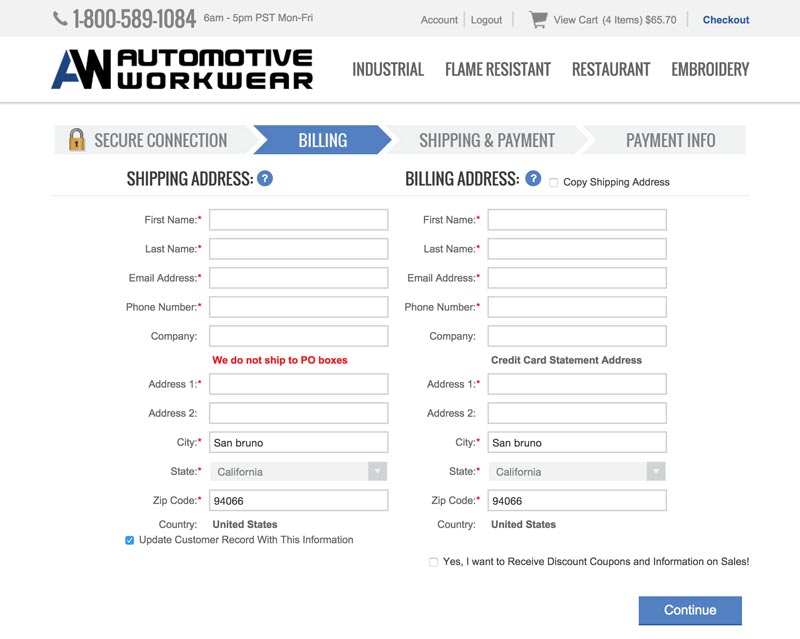 1-800-589-1084 6am - 5pm PST Mon-Fri
Account Logout View Cart (4 Items) $65.70 Checkout
AW AUTOMOTIVE WORKWEAR
INDUSTRIAL FLAME RESISTANT RESTAURANT EMBROIDERY
SECURE CONNECTION BILLING SHIPPING & PAYMENT PAYMENT INFO
SHIPPING ADDRESS: ?
First Name:*
Last Name:*
Email Address:*
Phone Number:*
Company:
We do not ship to PO boxes
Address 1:*
Address 2:
City:* San bruno
State:* California
Zip Code:* 94066
Country: United States
Update Customer Record With This Information
BILLING ADDRESS: ? Copy Shipping Address
First Name:*
Last Name:*
Email Address:*
Phone Number:*
Company:
Credit Card Statement Address
Address 1:*
Address 2:
City:* San bruno
State:* California
Zip Code:* 94066
Country: United States
Yes, I want to Receive Discount Coupons and Information on Sales!
Continue